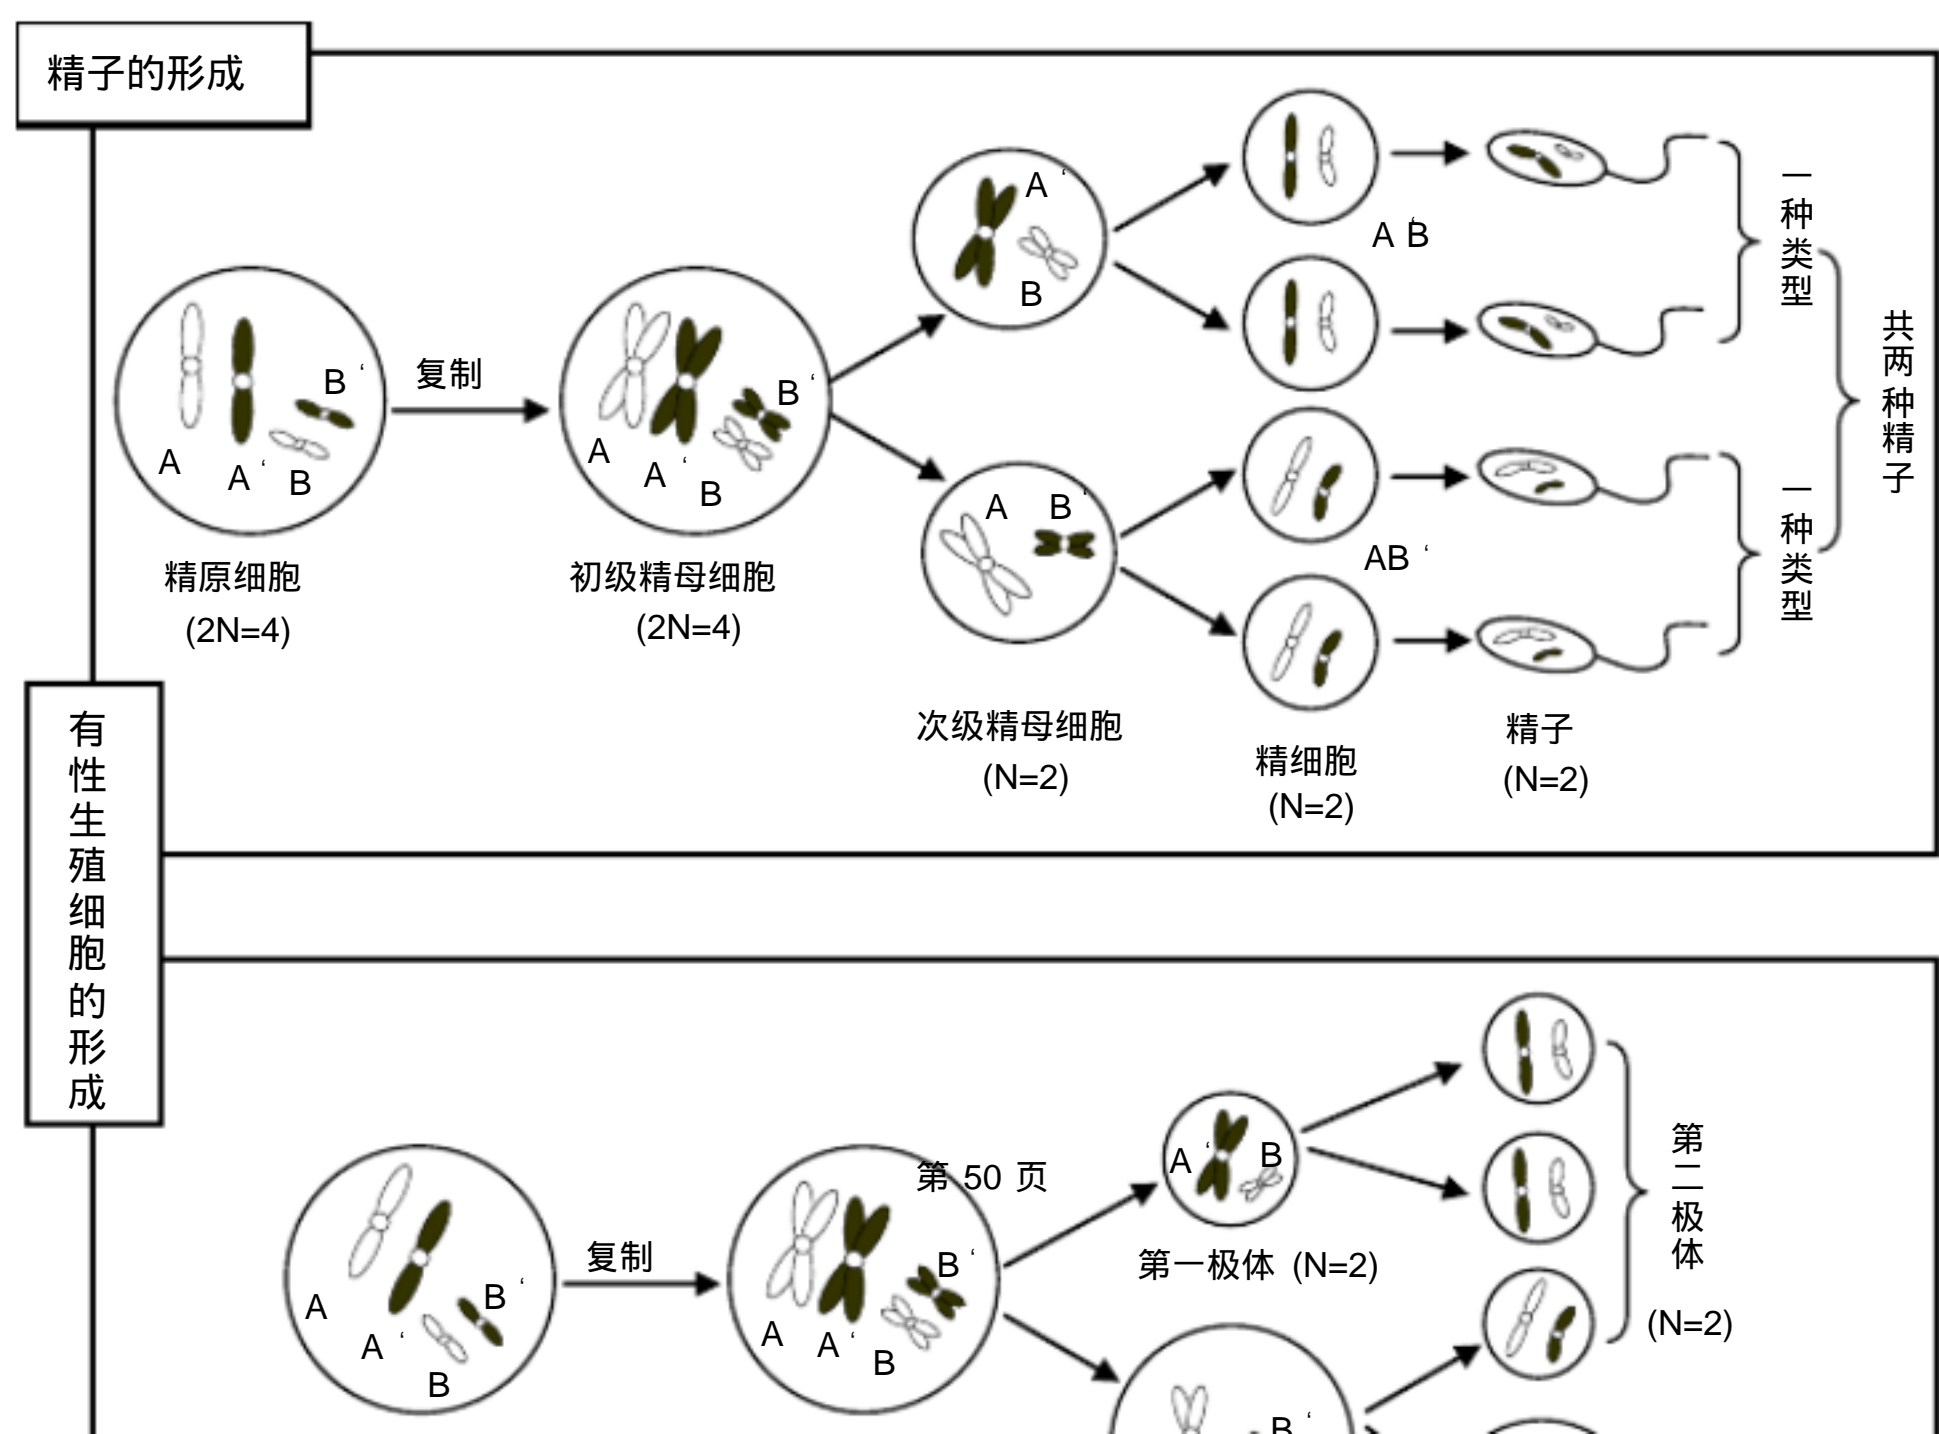 精子的形成
A '
B
A 'B
一种类型
共两种精子
复制
B '
A
A '
B
B '
A
A '
B
A
B '
AB '
一种类型
精原细胞
(2N=4)
初级精母细胞
(2N=4)
次级精母细胞
(N=2)
精细胞
(N=2)
精子
(N=2)
有性生殖细胞的形成
第 50 页
A '
B
第二极体
(N=2)
第一极体 (N=2)
复制
A
A '
B
B '
A
A '
B
B '
B '